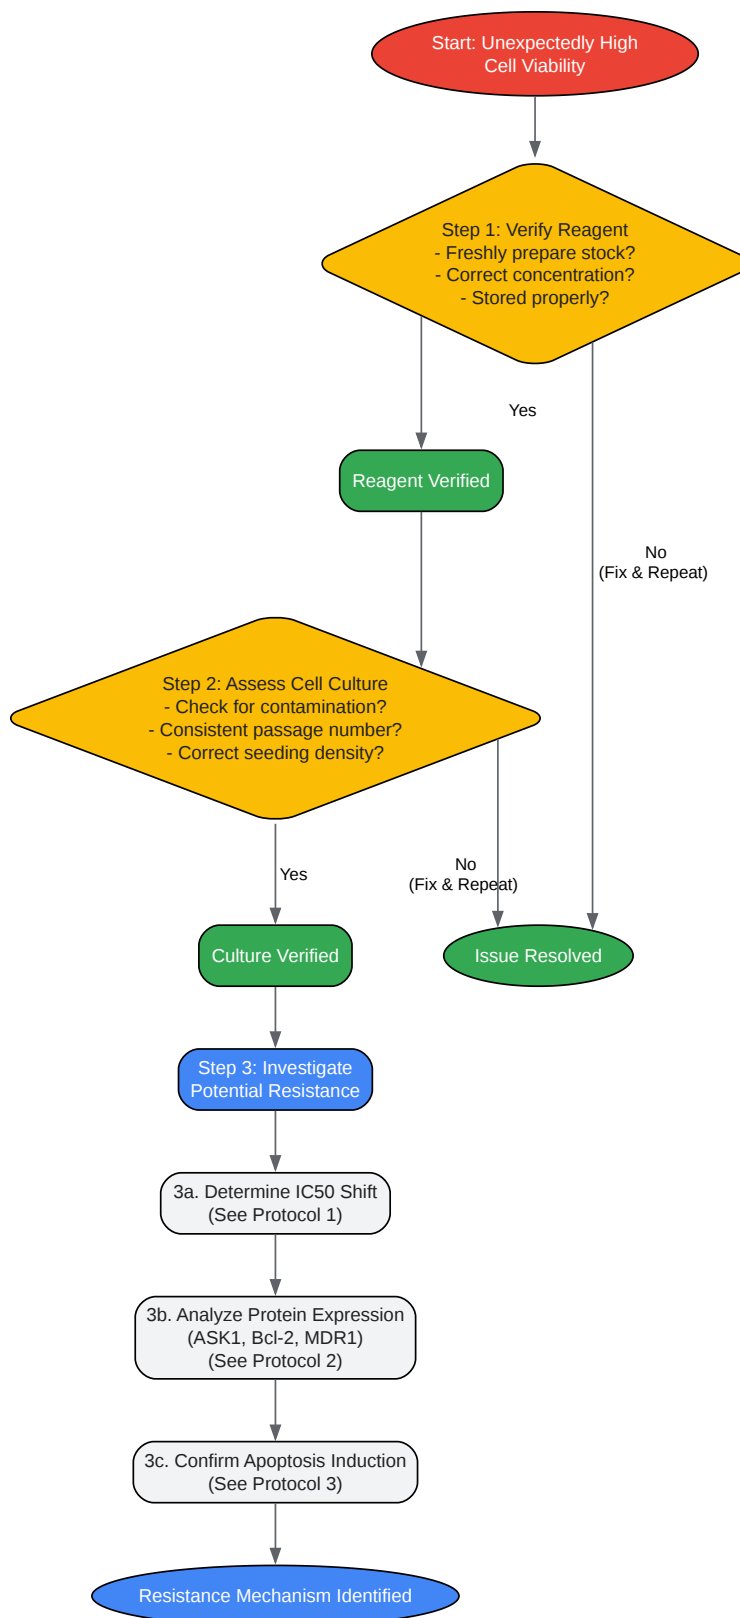 Start: Unexpectedly High
Cell Viability
Step 1: Verify Reagent
- Freshly prepare stock?
- Correct concentration?
- Stored properly?
Yes
Reagent Verified
No
(Fix & Repeat)
Step 2: Assess Cell Culture
- Check for contamination?
- Consistent passage number?
- Correct seeding density?
Yes
No
(Fix & Repeat)
Culture Verified
Issue Resolved
Step 3: Investigate
Potential Resistance
3a. Determine IC50 Shift
(See Protocol 1)
3b. Analyze Protein Expression
(ASK1, Bcl-2, MDR1)
(See Protocol 2)
3c. Confirm Apoptosis Induction
(See Protocol 3)
Resistance Mechanism Identified